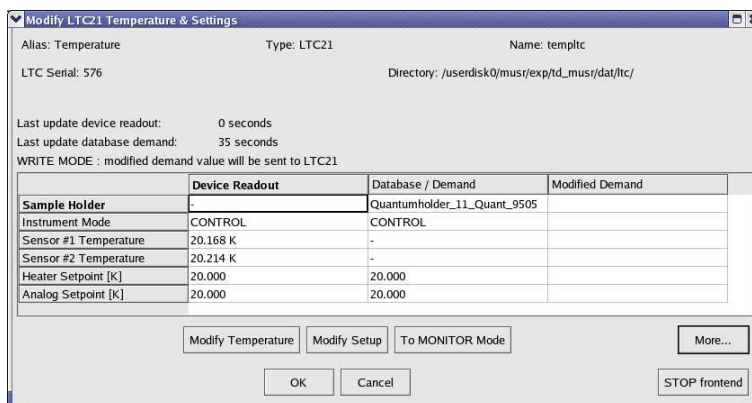 Modify LTC21 Temperature & Settings
Alias: Temperature Type: LTC21 Name: templtc
LTC Serial: 576 Directory: /userdisk0/musr/exp/td_musr/dat/ltc/
Last update device readout: 0 seconds
Last update database demand: 35 seconds
WRITE MODE : modified demand value will be sent to LTC21
Device Readout Database / Demand Modified Demand
Sample Holder - Quantumholder_11_Quant_9505
Instrument Mode CONTROL CONTROL
Sensor #1 Temperature 20.168 K -
Sensor #2 Temperature 20.214 K -
Heater Setpoint [K] 20.000 20.000
Analog Setpoint [K] 20.000 20.000
Modify Temperature Modify Setup To MONITOR Mode More...
OK Cancel STOP frontend